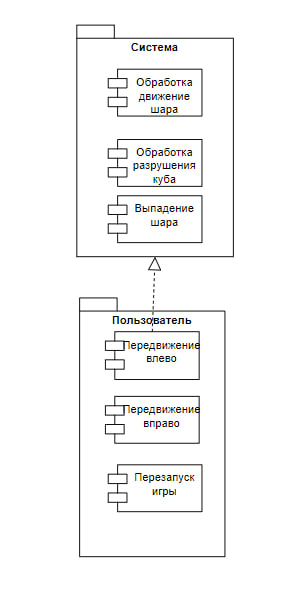 Система
Обработка
движение
шара
Обработка
разрушения
куба
Выпадение
шара
Пользователь
Передвижение
влево
Передвижение
вправо
Перезапуск
игры